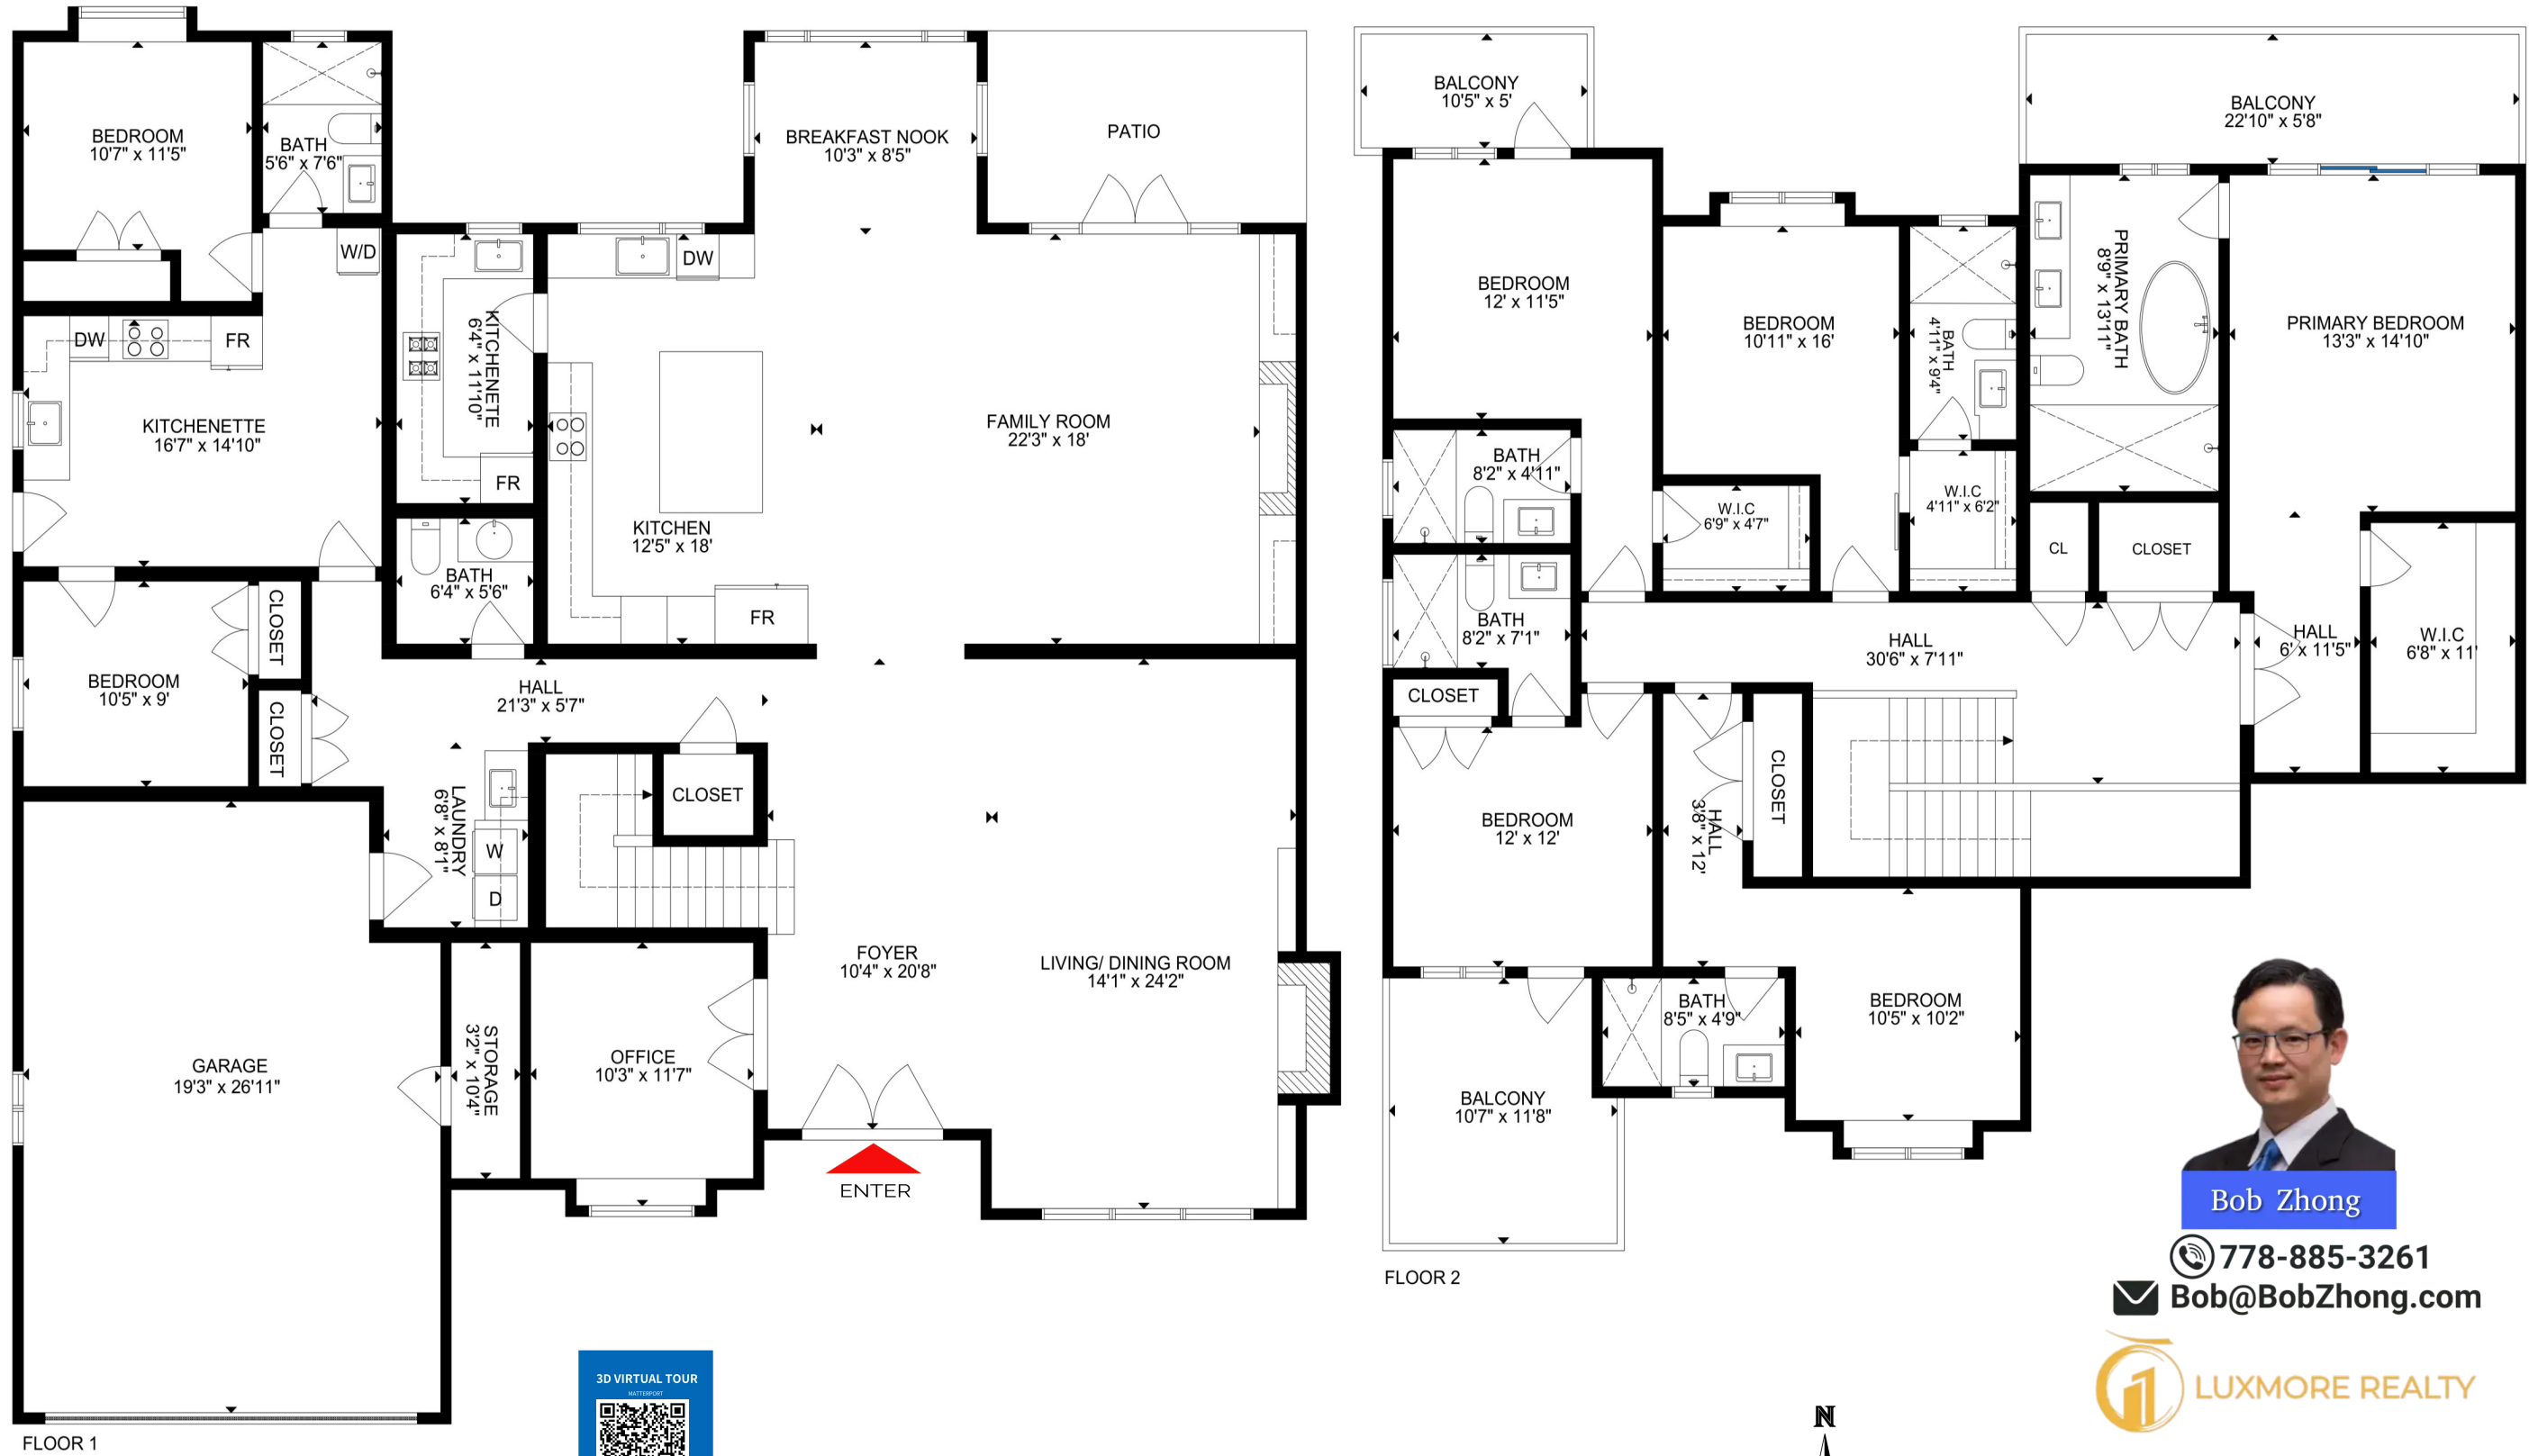 BEDROOM
10'7" x 11'5"
BATH
5'6" x 7'6"
W/D
DW
FR
KITCHENETTE
16'7" x 14'10"
KITCHENETE
6'4" x 11'10"
FR
BREAKFAST NOOK
10'3" x 8'5"
PATIO
DW
FAMILY ROOM
22'3" x 18'
KITCHEN
12'5" x 18'
FR
BATH
6'4" x 5'6"
BEDROOM
10'5" x 9'
CLOSET
CLOSET
HALL
21'3" x 5'7"
LAUNDRY
6'8" x 8'1"
W
D
CLOSET
FOYER
10'4" x 20'8"
LIVING/ DINING ROOM
14'1" x 24'2"
GARAGE
19'3" x 26'11"
STORAGE
3'2" x 10'4"
OFFICE
10'3" x 11'7"
ENTER
FLOOR 1
3D VIRTUAL TOUR
MATTERPORT
BALCONY
10'5" x 5'
BALCONY
22'10" x 5'8"
BEDROOM
12' x 11'5"
BEDROOM
10'11" x 16'
BATH
4'11" x 9'4"
PRIMARY BATH
8'9" x 13'11"
PRIMARY BEDROOM
13'3" x 14'10"
BATH
8'2" x 4'11"
W.I.C
6'9" x 4'7"
W.I.C
4'11" x 6'2"
CL
CLOSET
BATH
8'2" x 7'1"
HALL
30'6" x 7'11"
HALL
6' x 11'5"
W.I.C
6'8" x 11'
CLOSET
BEDROOM
12' x 12'
HALL
3'8" x 12'
CLOSET
BATH
8'5" x 4'9"
BEDROOM
10'5" x 10'2"
BALCONY
10'7" x 11'8"
FLOOR 2
Bob Zhong
778-885-3261
Bob@BobZhong.com
LUXMORE REALTY
N